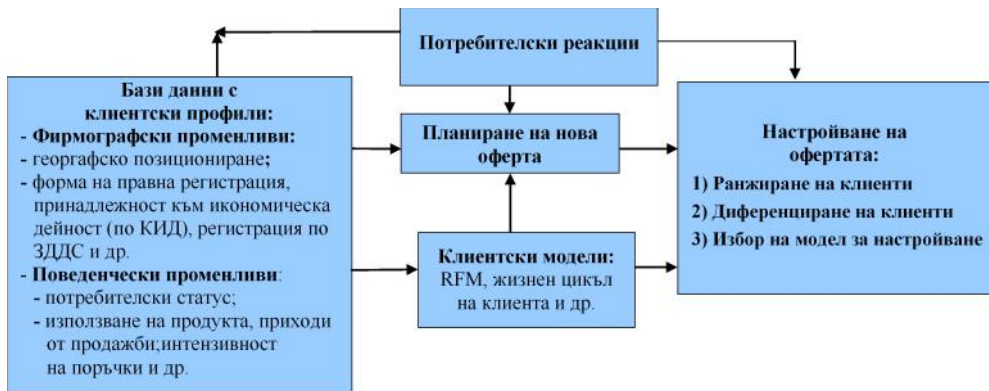 Потребителски реакции
Бази данни с
клиентски профили:
- Фирмографски променливи:
- георгафско позициониране;
- форма на правна регистрация,
принадлежност към икономическа
дейност (по КИД), регистрация по
ЗДДС и др.
- Поведенчески променливи:
- потребителски статус;
- използване на продукта, приходи
от продажби;интензивност
на поръчки и др.
Планиране на нова
оферта
Клиентски модели:
RFM, жизнен цикъл
на клиента и др.
Настройване на
офертата:
1) Ранжиране на клиенти
2) Диференциране на клиенти
3) Избор на модел за настройване